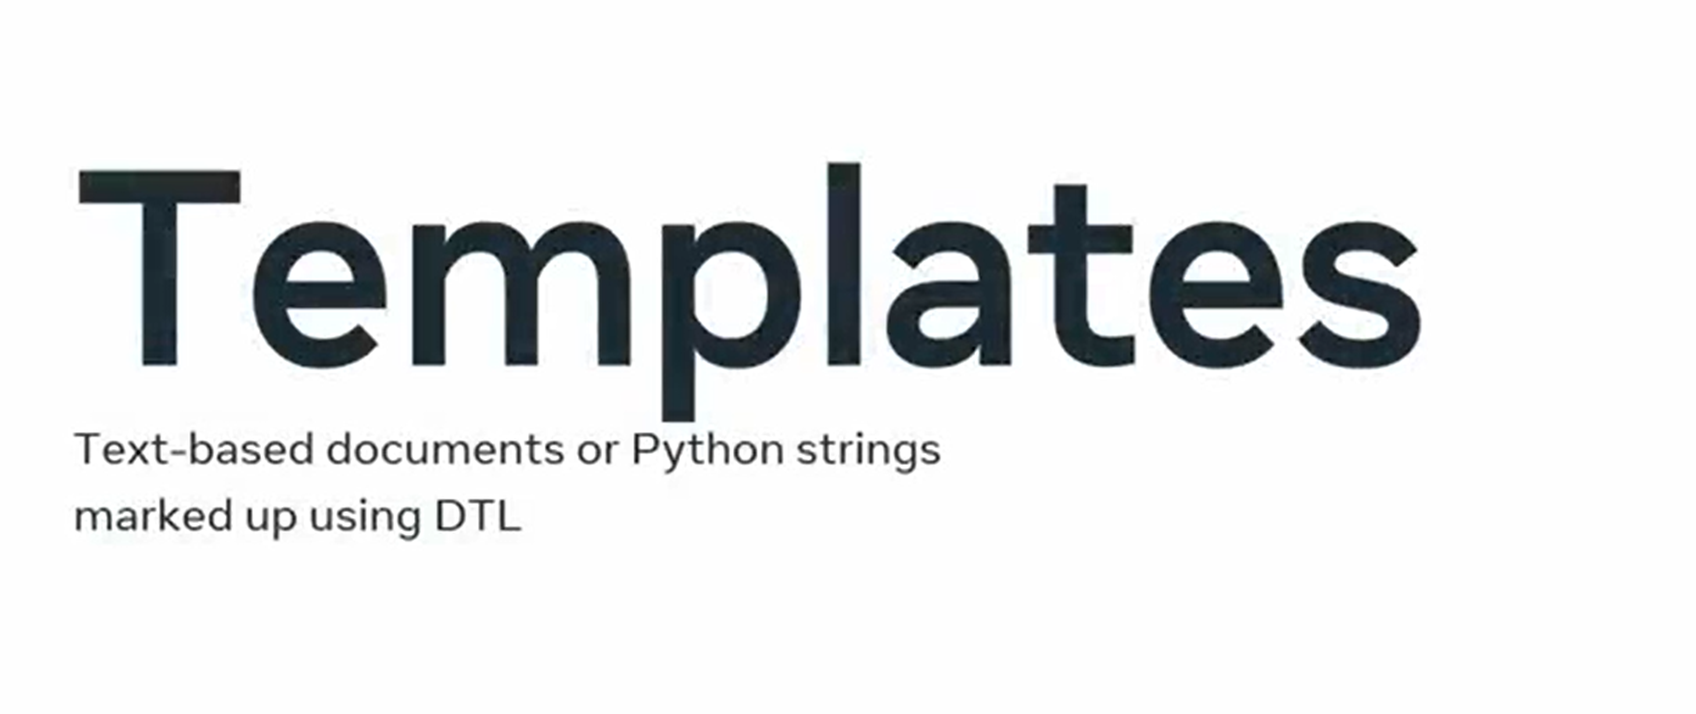 Templates
Text-based documents or Python strings
marked up using DTL